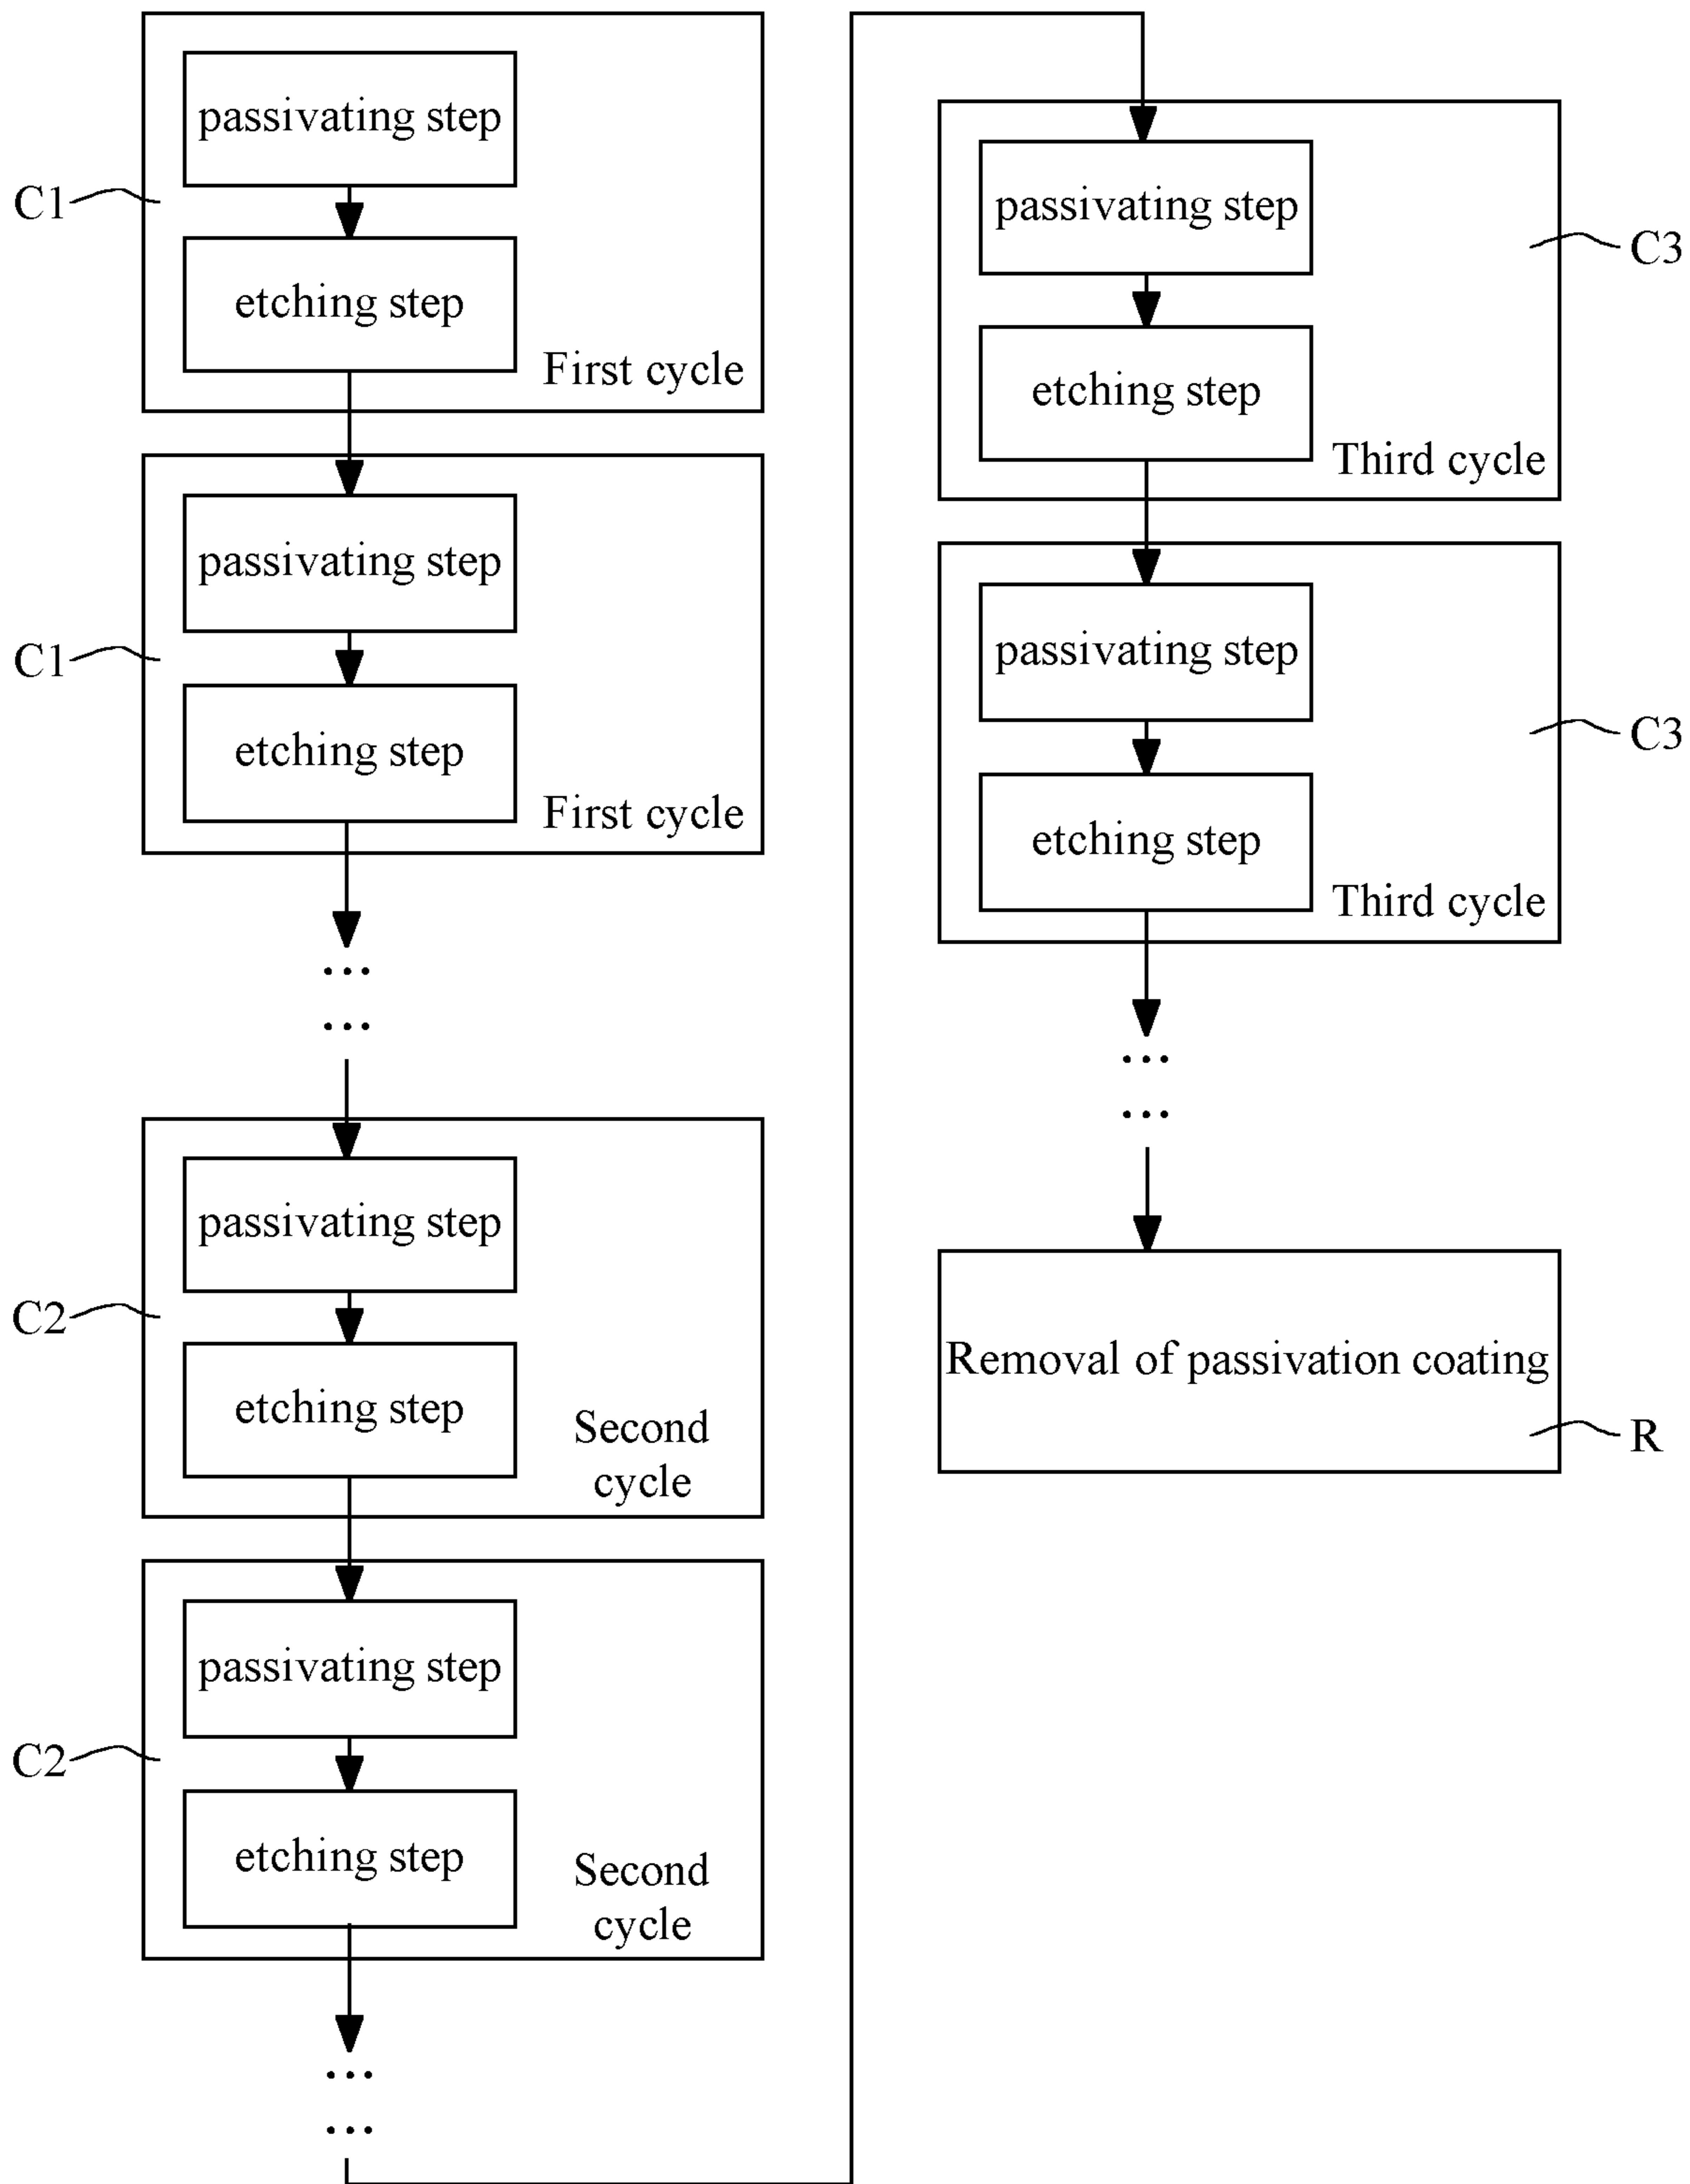 passivating step
C1
etching step
First cycle
passivating step
C1
etching step
First cycle
...
...
passivating step
C2
etching step
Second
cycle
passivating step
C2
etching step
Second
cycle
...
...
passivating step
C3
etching step
Third cycle
passivating step
C3
etching step
Third cycle
...
...
Removal of passivation coating
R